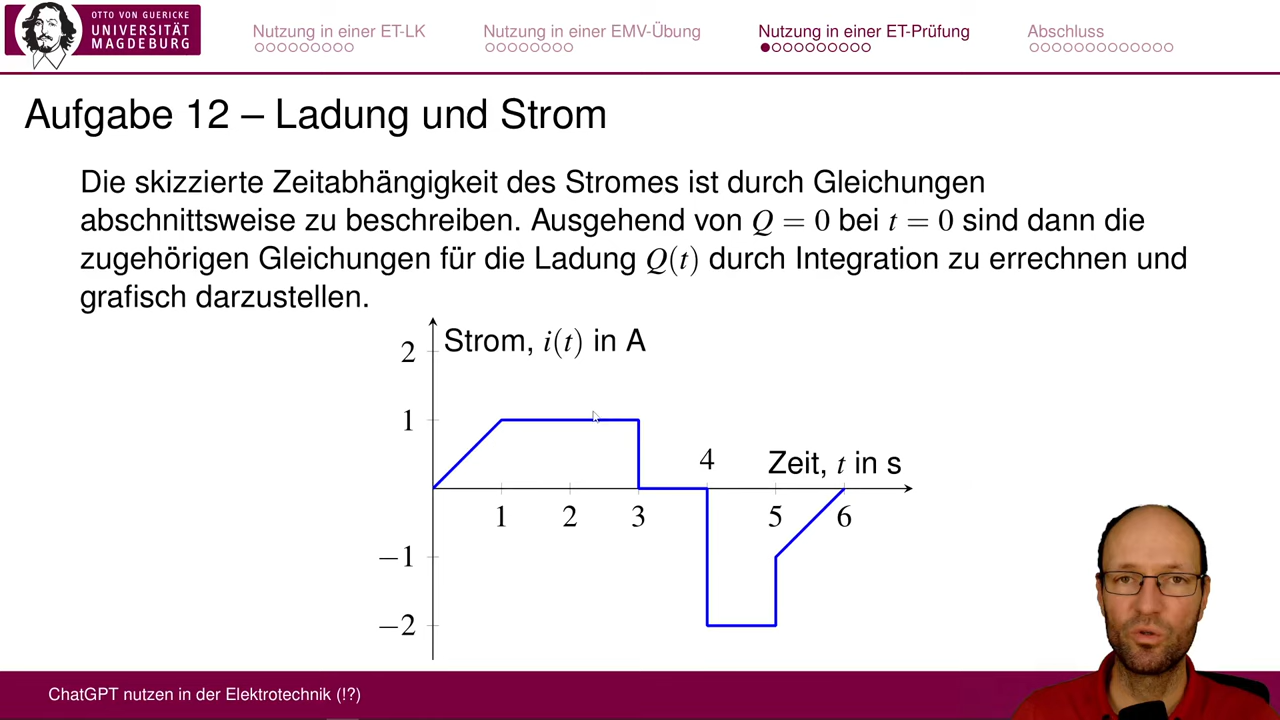 OTTO VON GUERICKE
UNIVERSITÄT
MAGDEBURG
Nutzung in einer ET-LK
Nutzung in einer EMV-Übung
Nutzung in einer ET-Prüfung
Abschluss
Aufgabe 12 – Ladung und Strom
Die skizzierte Zeitabhängigkeit des Stromes ist durch Gleichungen
abschnittsweise zu beschreiben. Ausgehend von Q = 0 bei t = 0 sind dann die
zugehörigen Gleichungen für die Ladung Q(t) durch Integration zu errechnen und
grafisch darzustellen.
Strom, i(t) in A
2
1
4
Zeit, t in s
1 2 3 5 6
−1
−2
ChatGPT nutzen in der Elektrotechnik (!?)